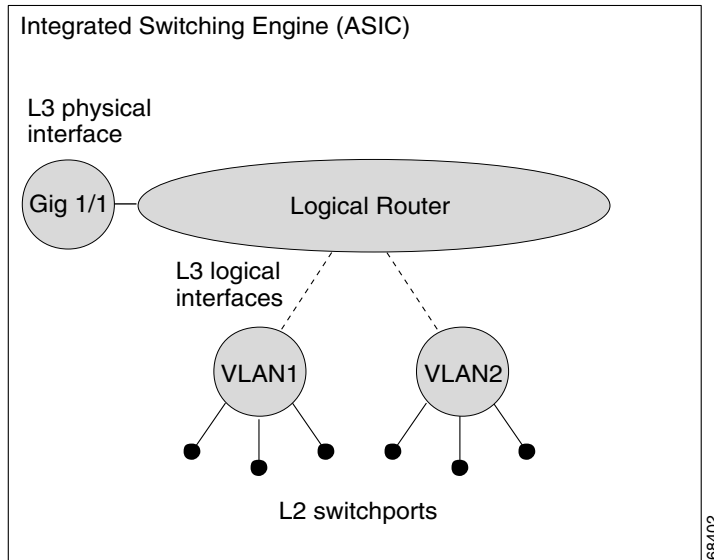 Integrated Switching Engine (ASIC)
L3 physical
interface
Gig 1/1
Logical Router
L3 logical
interfaces
VLAN1
VLAN2
L2 switchports
68402